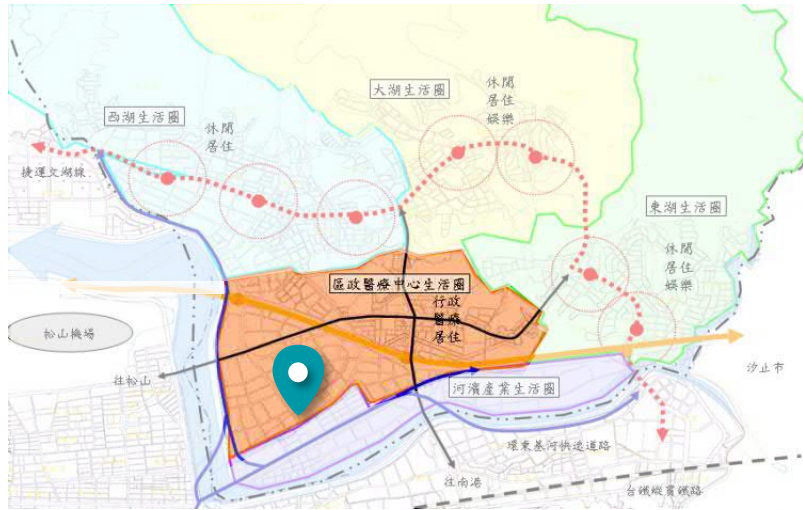 大湖生活圈
休閒
居住
娛樂
西湖生活圈
休閒
居住
捷運文湖線
東湖生活圈
休閒
居住
娛樂
區政醫療中心生活圈
行政
醫療
居住
松山機場
往松山
汐止市
河濱產業生活圈
環東基河快速道路
往南港
台鐵縱貫鐵路